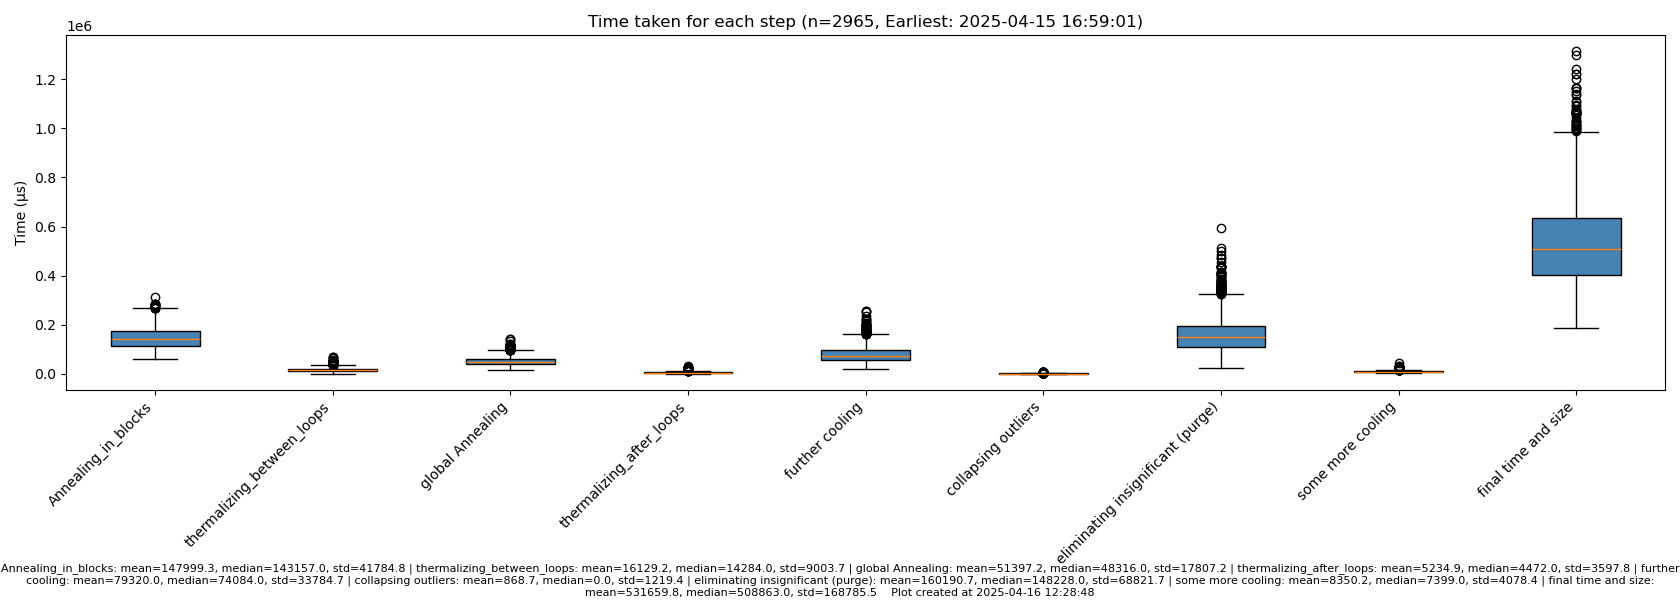 Time taken for each step (n=2965, Earliest: 2025-04-15 16:59:01)
1e6
1.2
1.0
0.8
0.6
0.4
0.2
0.0
Time (µs)
Annealing_in_blocks
thermalizing_between_loops
global Annealing
thermalizing_after_loops
further cooling
collapsing outliers
eliminating insignificant (purge)
some more cooling
final time and size
Annealing_in_blocks: mean=147999.3, median=143157.0, std=41784.8 | thermalizing_between_loops: mean=16129.2, median=14284.0, std=9003.7 | global Annealing: mean=51397.2, median=48316.0, std=17807.2 | thermalizing_after_loops: mean=5234.9, median=4472.0, std=3597.8 | further
cooling: mean=79320.0, median=74084.0, std=33784.7 | collapsing outliers: mean=868.7, median=0.0, std=1219.4 | eliminating insignificant (purge): mean=160190.7, median=148228.0, std=68821.7 | some more cooling: mean=8350.2, median=7399.0, std=4078.4 | final time and size:
mean=531659.8, median=508863.0, std=168785.5    Plot created at 2025-04-16 12:28:48